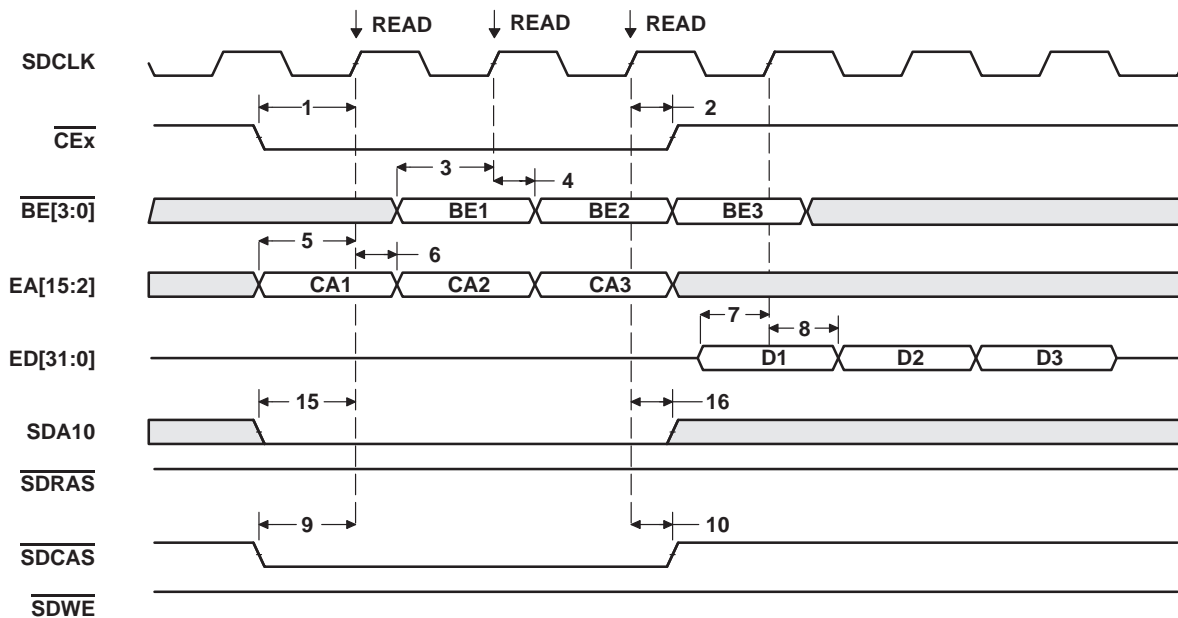 READ READ READ
SDCLK
1 2
CEx
3 4
BE[3:0] BE1 BE2 BE3
5 6
EA[15:2] CA1 CA2 CA3
7 8
ED[31:0] D1 D2 D3
15 16
SDA10
SDRAS
9 10
SDCAS
SDWE